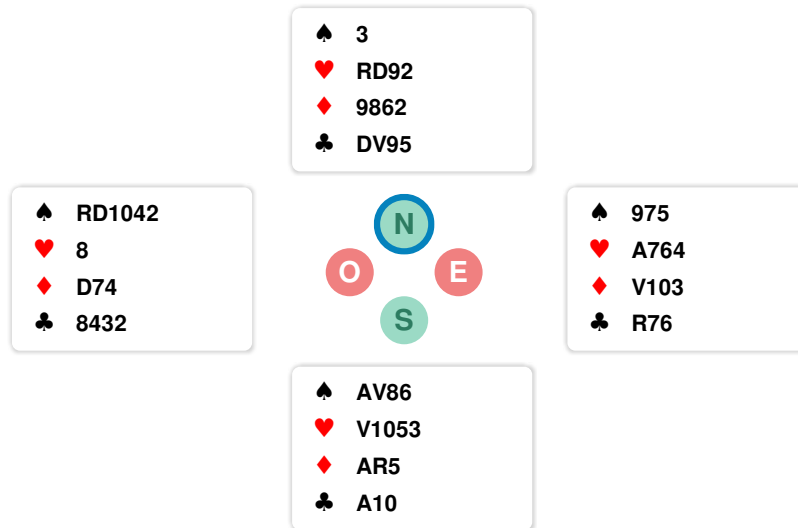 ♠ 3
♥ RD92
♦ 9862
♣ DV95
♠ RD1042
♥ 8
♦ D74
♣ 8432
N
O E
S
♠ 975
♥ A764
♦ V103
♣ R76
♠ AV86
♥ V1053
♦ AR5
♣ A10